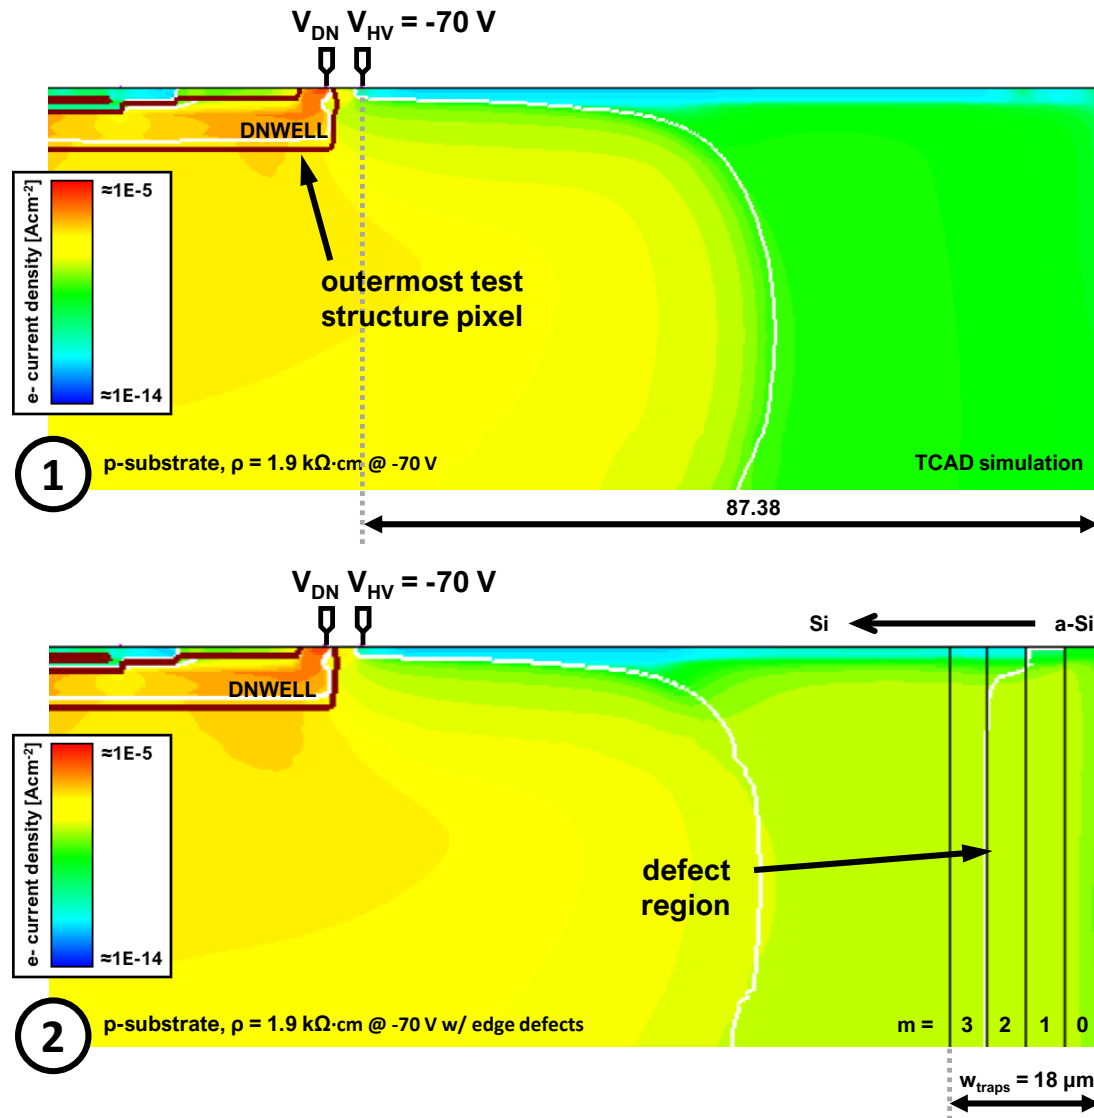 V_DN V_HV = -70 V
DNWELL
e- current density [Acm⁻²]
≈1E-5
≈1E-14
outermost test
structure pixel
1
p-substrate, ρ = 1.9 kΩ·cm @ -70 V
TCAD simulation
87.38
V_DN V_HV = -70 V
Si
a-Si
DNWELL
e- current density [Acm⁻²]
≈1E-5
≈1E-14
defect
region
2
p-substrate, ρ = 1.9 kΩ·cm @ -70 V w/ edge defects
m = 3 2 1 0
w_traps = 18 μm